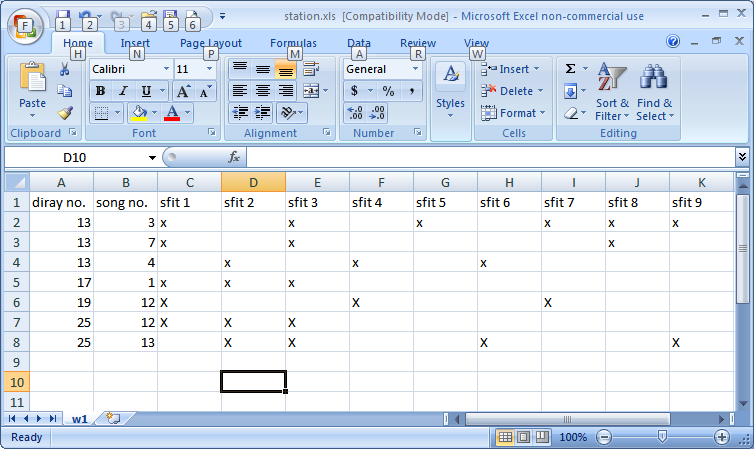 station.xls [Compatibility Mode] - Microsoft Excel non-commercial use
F 1 2 3 4 5 6
Home Insert Page Layout Formulas Data Review View
H N P M A R W
Calibri 11 General Insert Σ
Paste B I U A A $ % , Styles Delete Sort & Filter Find & Select
A .00 .0 Format
Clipboard Font Alignment Number Cells Editing
D10 fx
A B C D E F G H I J K
1 diray no. song no. sfit 1 sfit 2 sfit 3 sfit 4 sfit 5 sfit 6 sfit 7 sfit 8 sfit 9
2 13 3 x x x x x x
3 13 7 x x x
4 13 4 x x x
5 17 1 x x x
6 19 12 X X X
7 25 12 X X X
8 25 13 X X X X
9
10
11
w1
Ready 100%